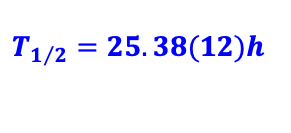 T1/2 = 25.38(12)h